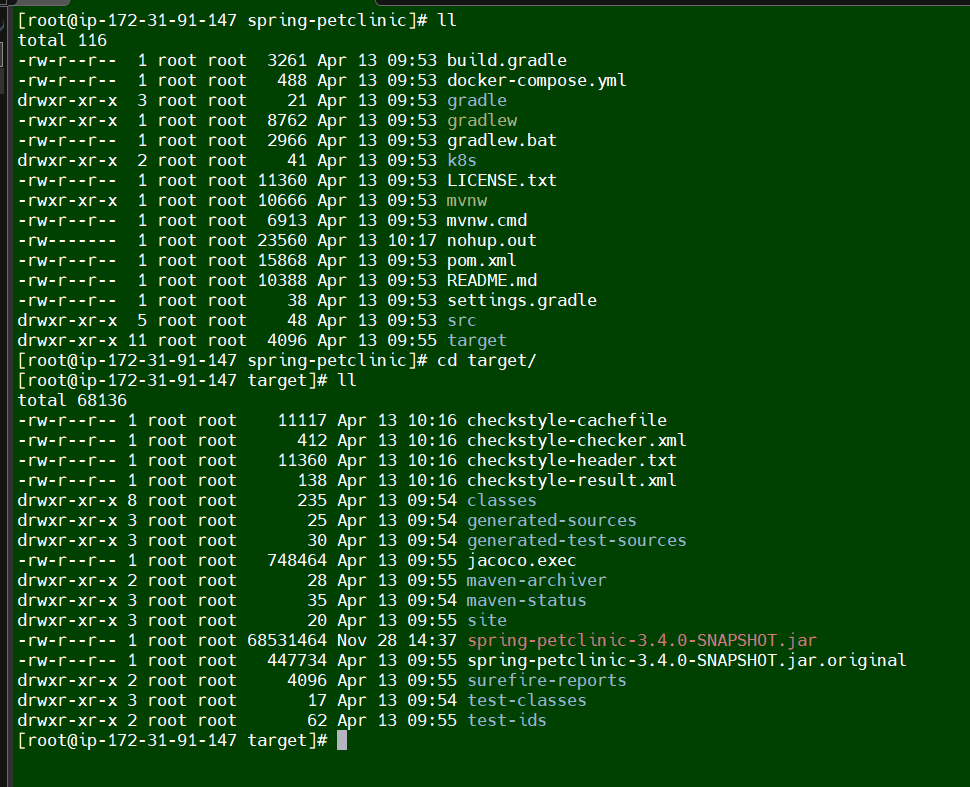 [root@ip-172-31-91-147 spring-petclinic]# ll
total 116
-rw-r--r--  1 root root  3261 Apr 13 09:53 build.gradle
-rw-r--r--  1 root root   488 Apr 13 09:53 docker-compose.yml
drwxr-xr-x  3 root root    21 Apr 13 09:53 gradle
-rwxr-xr-x  1 root root  8762 Apr 13 09:53 gradlew
-rw-r--r--  1 root root  2966 Apr 13 09:53 gradlew.bat
drwxr-xr-x  2 root root    41 Apr 13 09:53 k8s
-rw-r--r--  1 root root 11360 Apr 13 09:53 LICENSE.txt
-rwxr-xr-x  1 root root 10666 Apr 13 09:53 mvnw
-rw-r--r--  1 root root  6913 Apr 13 09:53 mvnw.cmd
-rw-------  1 root root 23560 Apr 13 10:17 nohup.out
-rw-r--r--  1 root root 15868 Apr 13 09:53 pom.xml
-rw-r--r--  1 root root 10388 Apr 13 09:53 README.md
-rw-r--r--  1 root root    38 Apr 13 09:53 settings.gradle
drwxr-xr-x  5 root root    48 Apr 13 09:53 src
drwxr-xr-x 11 root root  4096 Apr 13 09:55 target
[root@ip-172-31-91-147 spring-petclinic]# cd target/
[root@ip-172-31-91-147 target]# ll
total 68136
-rw-r--r-- 1 root root    11117 Apr 13 10:16 checkstyle-cachefile
-rw-r--r-- 1 root root      412 Apr 13 10:16 checkstyle-checker.xml
-rw-r--r-- 1 root root    11360 Apr 13 10:16 checkstyle-header.txt
-rw-r--r-- 1 root root      138 Apr 13 10:16 checkstyle-result.xml
drwxr-xr-x 8 root root      235 Apr 13 09:54 classes
drwxr-xr-x 3 root root       25 Apr 13 09:54 generated-sources
drwxr-xr-x 3 root root       30 Apr 13 09:54 generated-test-sources
-rw-r--r-- 1 root root   748464 Apr 13 09:55 jacoco.exec
drwxr-xr-x 2 root root       28 Apr 13 09:55 maven-archiver
drwxr-xr-x 3 root root       35 Apr 13 09:54 maven-status
drwxr-xr-x 3 root root       20 Apr 13 09:55 site
-rw-r--r-- 1 root root 68531464 Nov 28 14:37 spring-petclinic-3.4.0-SNAPSHOT.jar
-rw-r--r-- 1 root root   447734 Apr 13 09:55 spring-petclinic-3.4.0-SNAPSHOT.jar.original
drwxr-xr-x 2 root root     4096 Apr 13 09:55 surefire-reports
drwxr-xr-x 3 root root       17 Apr 13 09:54 test-classes
drwxr-xr-x 2 root root       62 Apr 13 09:55 test-ids
[root@ip-172-31-91-147 target]#